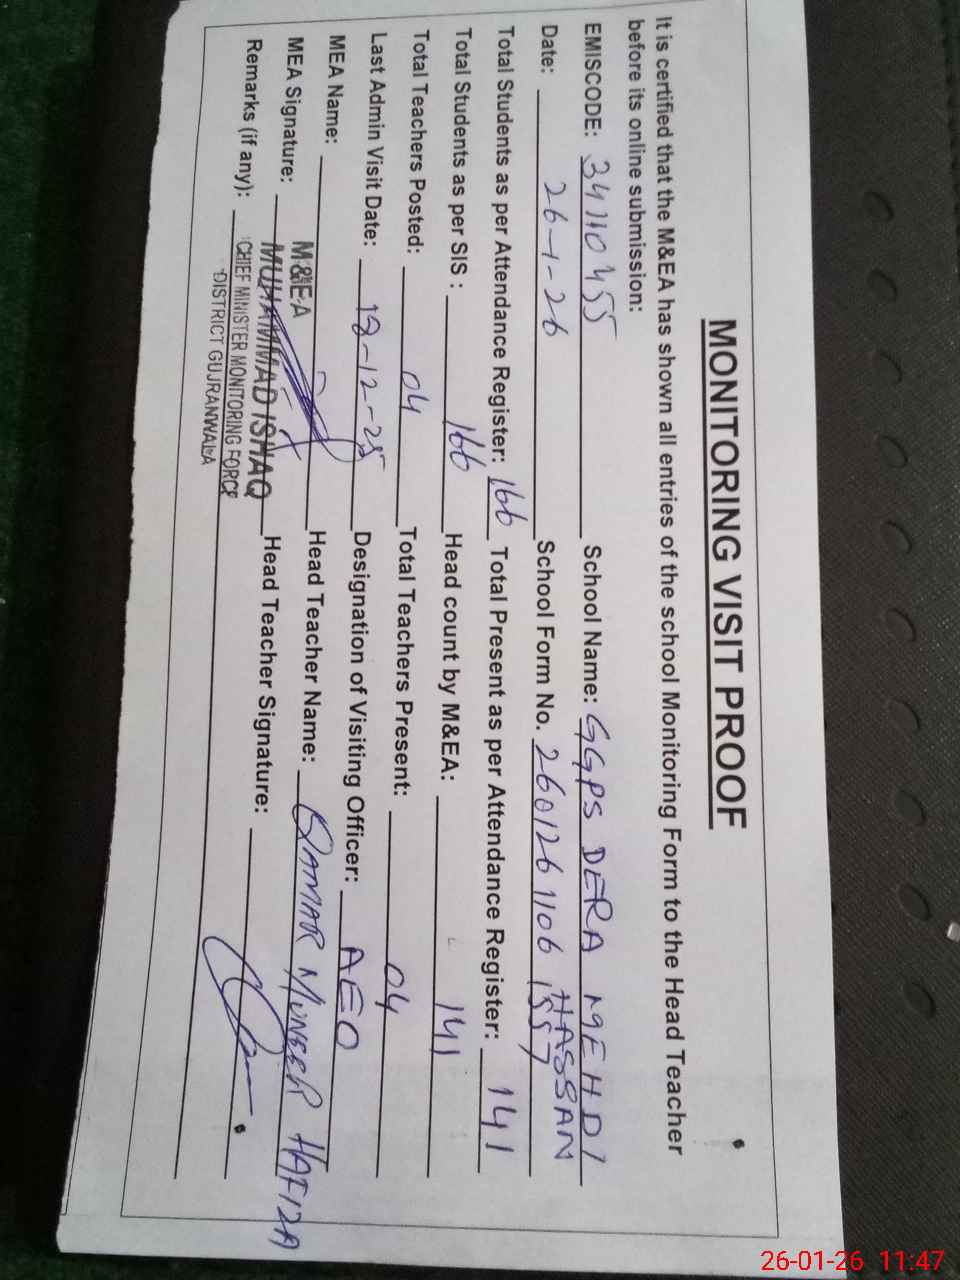 MONITORING VISIT PROOF
It is certified that the M&EA has shown all entries of the school Monitoring Form to the Head Teacher
before its online submission:
EMISCODE: 34110455 School Name: GGPS DERA MEHDI
HASSAN
Date: 26-1-26 School Form No. 2601261106 1557
Total Students as per Attendance Register: 166 Total Present as per Attendance Register: 141
Total Students as per SIS : 166 Head count by M&EA: 141
Total Teachers Posted: 04 Total Teachers Present: 04
Last Admin Visit Date: -12-25 Designation of Visiting Officer: AEO
MEA Name: Head Teacher Name: QAMAR MUNEER HAFIZA
MEA Signature: Head Teacher Signature:
Remarks (if any):
M&EA
MUHAMMAD ISHAQ
CHIEF MINISTER MONITORING FORCE
DISTRICT GUJRANWALA
26-01-26 11:47